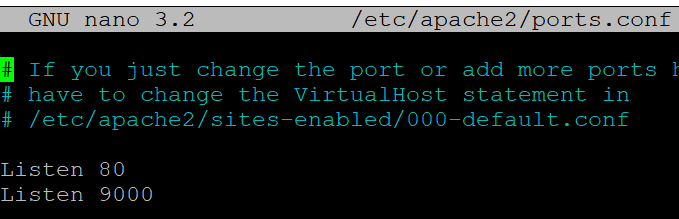 GNU nano 3.2 /etc/apache2/ports.conf
# If you just change the port or add more ports
# have to change the VirtualHost statement in
# /etc/apache2/sites-enabled/000-default.conf
Listen 80
Listen 9000